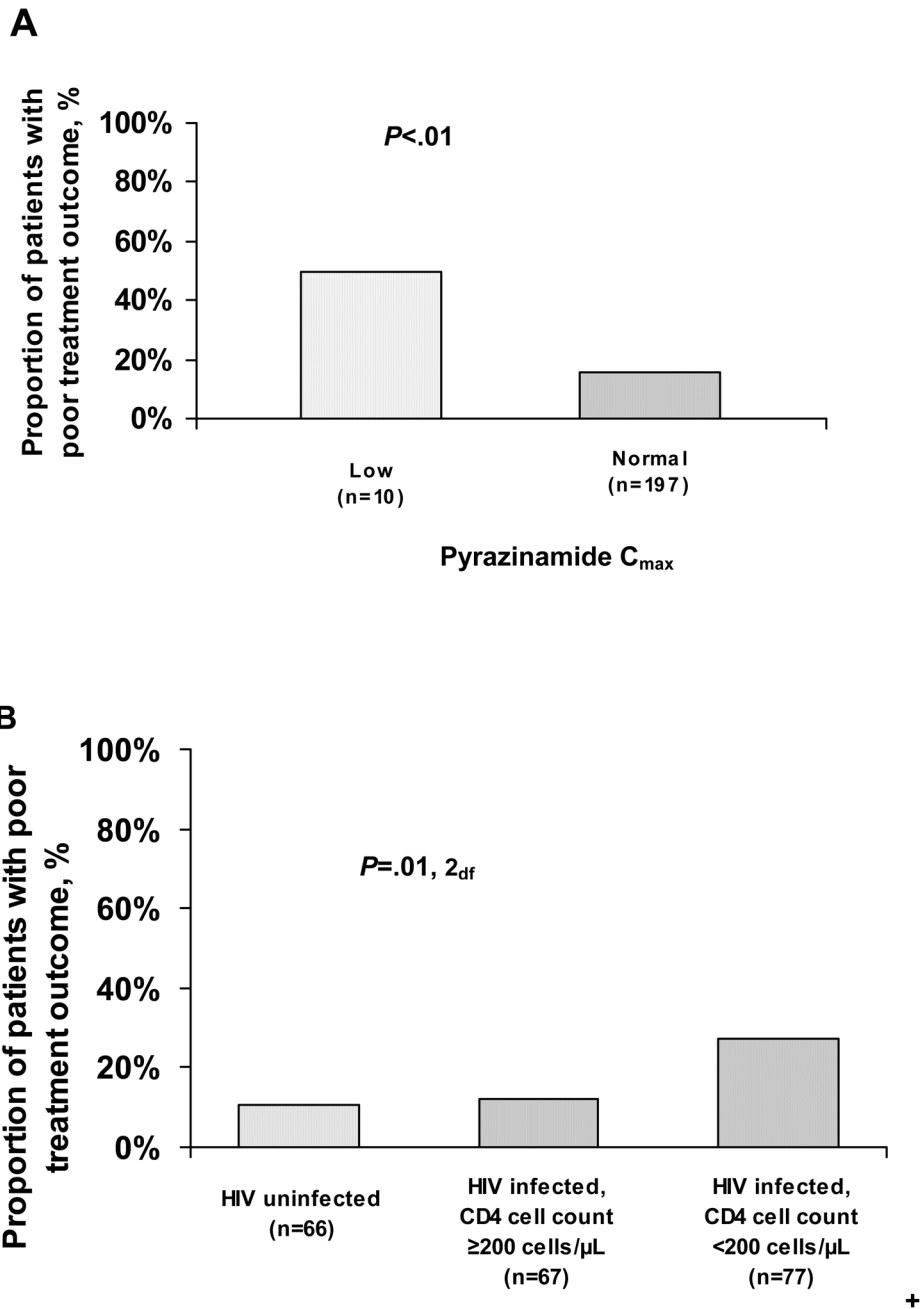 A
Proportion of patients with
poor treatment outcome, %
100%
80%
60%
40%
20%
0%
P<.01
Low
(n=10)
Normal
(n=197)
Pyrazinamide Cmax
B
Proportion of patients with poor
treatment outcome, %
100%
80%
60%
40%
20%
0%
P=.01, 2df
HIV uninfected
(n=66)
HIV infected,
CD4 cell count
≥200 cells/µL
(n=67)
HIV infected,
CD4 cell count
<200 cells/µL
(n=77)
+